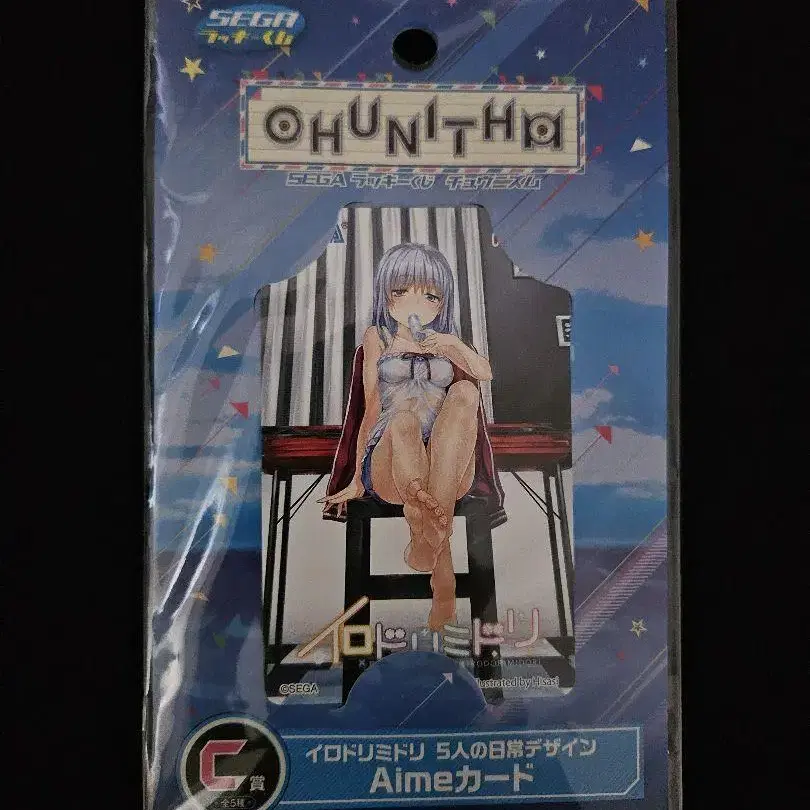 SEGA
ラッキーくじ
CHUNITHM
SEGA ラッキーくじ チュウニズム
A
イロドリミドリ
IRODORIMIDORI
©SEGA
llustrated by Hisasi
C賞
全5種
イロドリミドリ 5人の日常デザイン
Aimeカード